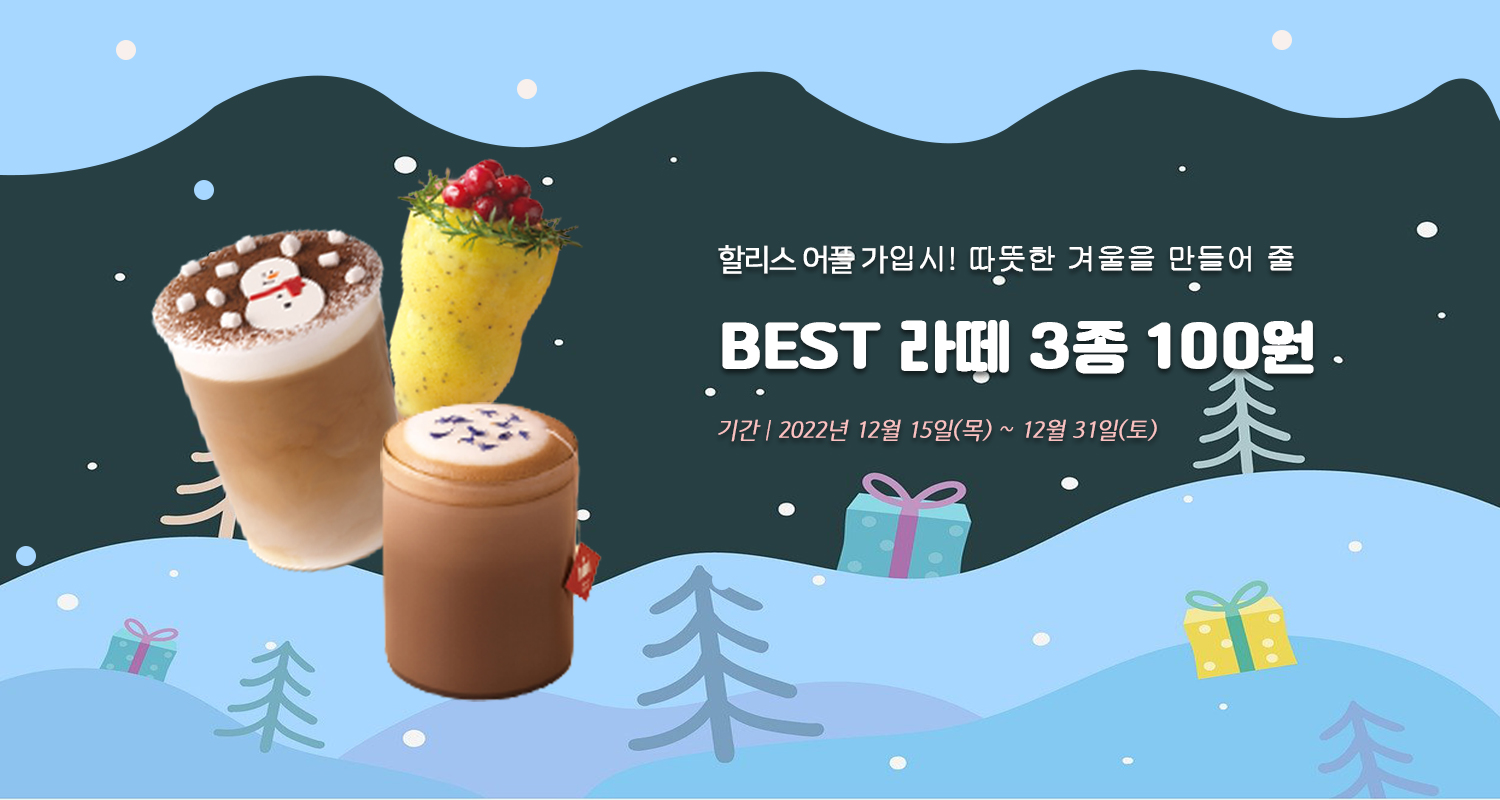 할리스 어플 가입시! 따뜻한 겨울을 만들어 줄
BEST 라떼 3종 100원
기간 | 2022년 12월 15일(목) ~ 12월 31일(토)